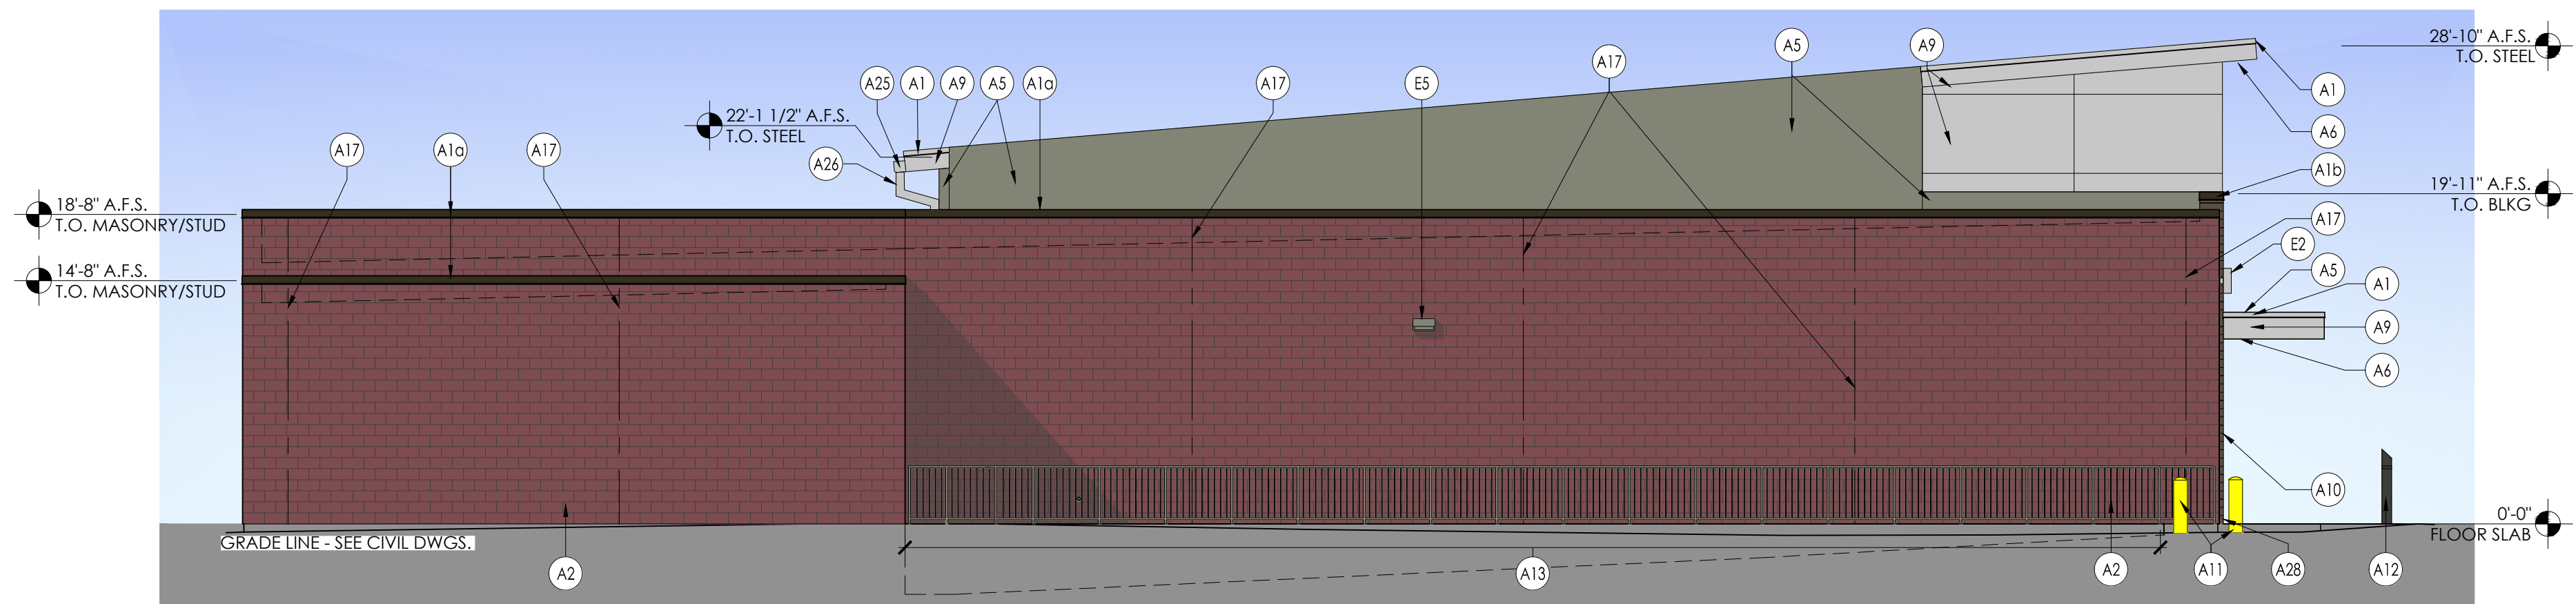 28'-10" A.F.S.
T.O. STEEL
A25
A1
A9
A5
A1a
A17
E5
A17
A5
A9
A1
22'-1 1/2" A.F.S.
T.O. STEEL
A6
A17
A1a
A17
A26
A1b
18'-8" A.F.S.
T.O. MASONRY/STUD
19'-11" A.F.S.
T.O. BLKG
A17
E2
14'-8" A.F.S.
T.O. MASONRY/STUD
A5
A1
A9
A6
A10
0'-0"
FLOOR SLAB
GRADE LINE - SEE CIVIL DWGS.
A2
A13
A2
A11
A28
A12